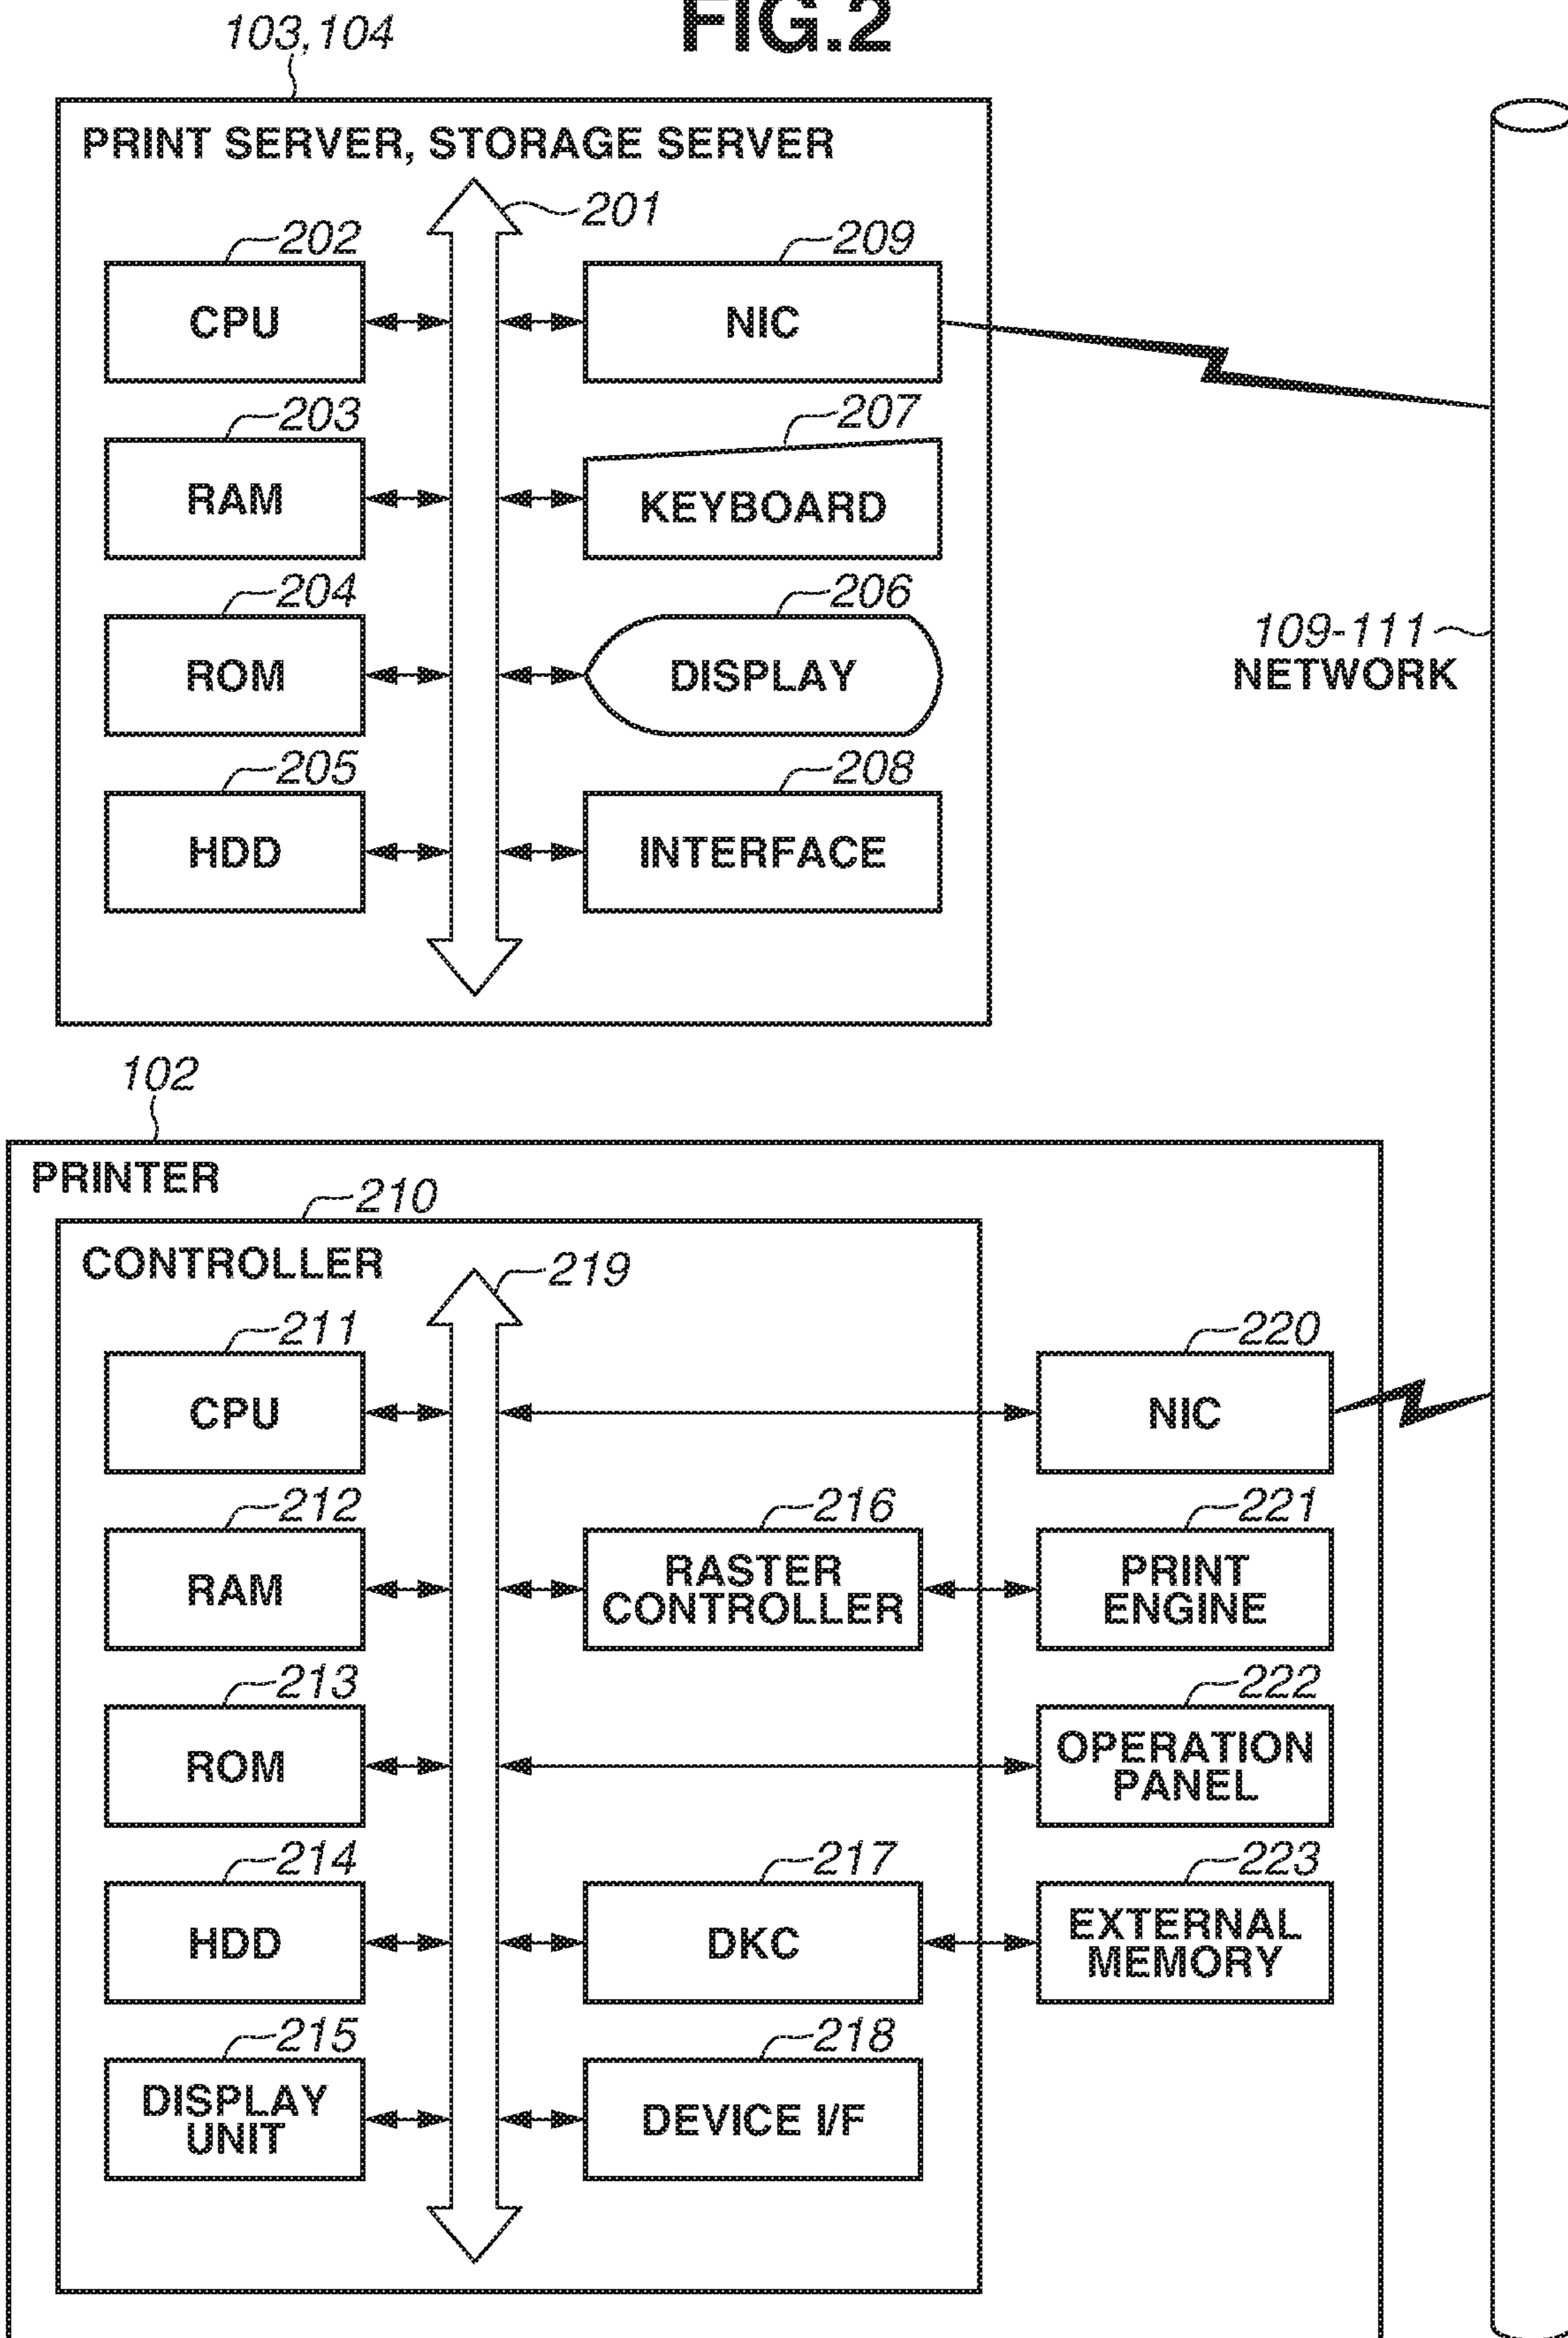 FIG.2
103,104
PRINT SERVER, STORAGE SERVER
201
202
CPU
209
NIC
203
RAM
207
KEYBOARD
204
ROM
206
DISPLAY
205
HDD
208
INTERFACE
109-111
NETWORK
102
PRINTER
210
CONTROLLER
219
211
CPU
220
NIC
212
RAM
216
RASTER
CONTROLLER
221
PRINT
ENGINE
213
ROM
222
OPERATION
PANEL
214
HDD
217
DKC
223
EXTERNAL
MEMORY
215
DISPLAY
UNIT
218
DEVICE I/F